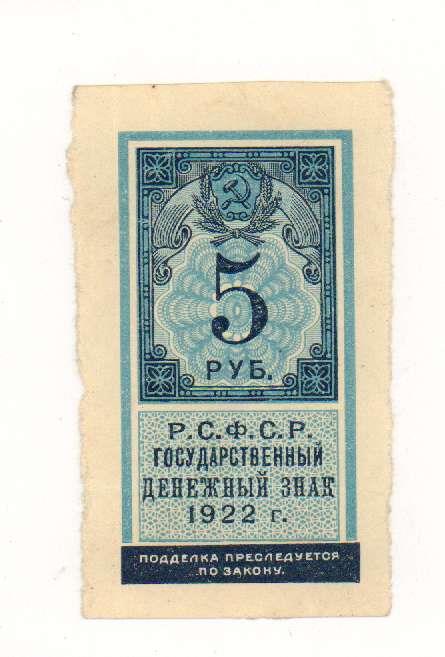 5
РУБ.
Р.С.Ф.С.Р.
ГОСУДАРСТВЕННЫЙ
ДЕНЕЖНЫЙ ЗНАК
1922 г.
ПОДДЕЛКА ПРЕСЛЕДУЕТСЯ
ПО ЗАКОНУ.